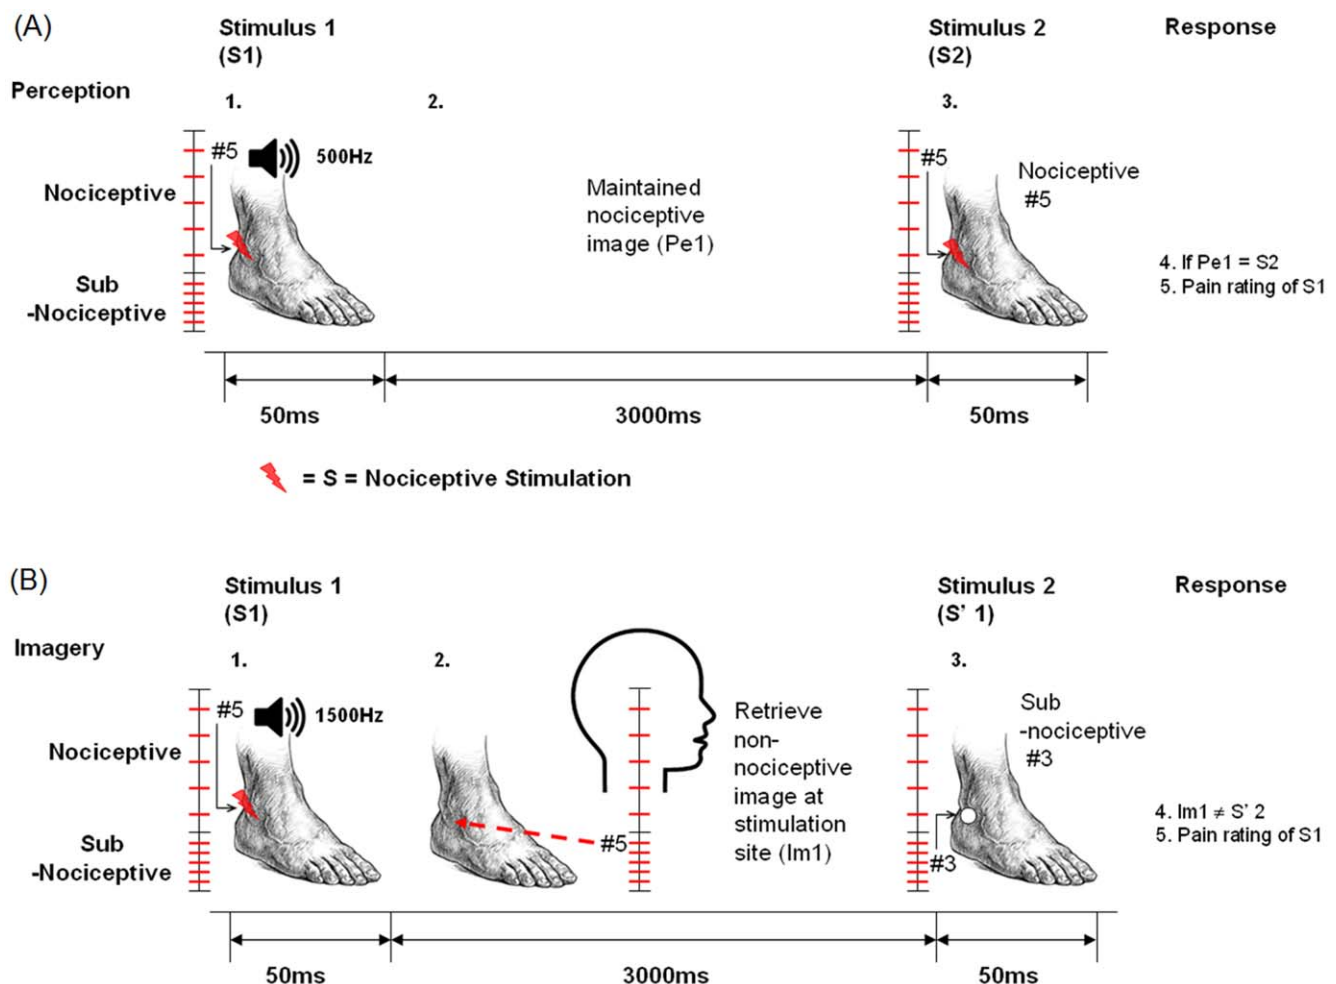 (A)
Stimulus 1
(S1)
Stimulus 2
(S2)
Response
Perception
1.
2.
3.
#5
500Hz
#5
Nociceptive
#5
Nociceptive
Maintained
nociceptive
image (Pe1)
Sub
-Nociceptive
4. If Pe1 = S2
5. Pain rating of S1
50ms
3000ms
50ms
= S = Nociceptive Stimulation
(B)
Stimulus 1
(S1)
Stimulus 2
(S' 1)
Response
Imagery
1.
2.
3.
#5
1500Hz
Nociceptive
Sub
-Nociceptive
#5
Retrieve
non-
nociceptive
image at
stimulation
site (Im1)
Sub
-nociceptive
#3
#3
4. Im1 ≠ S' 2
5. Pain rating of S1
50ms
3000ms
50ms